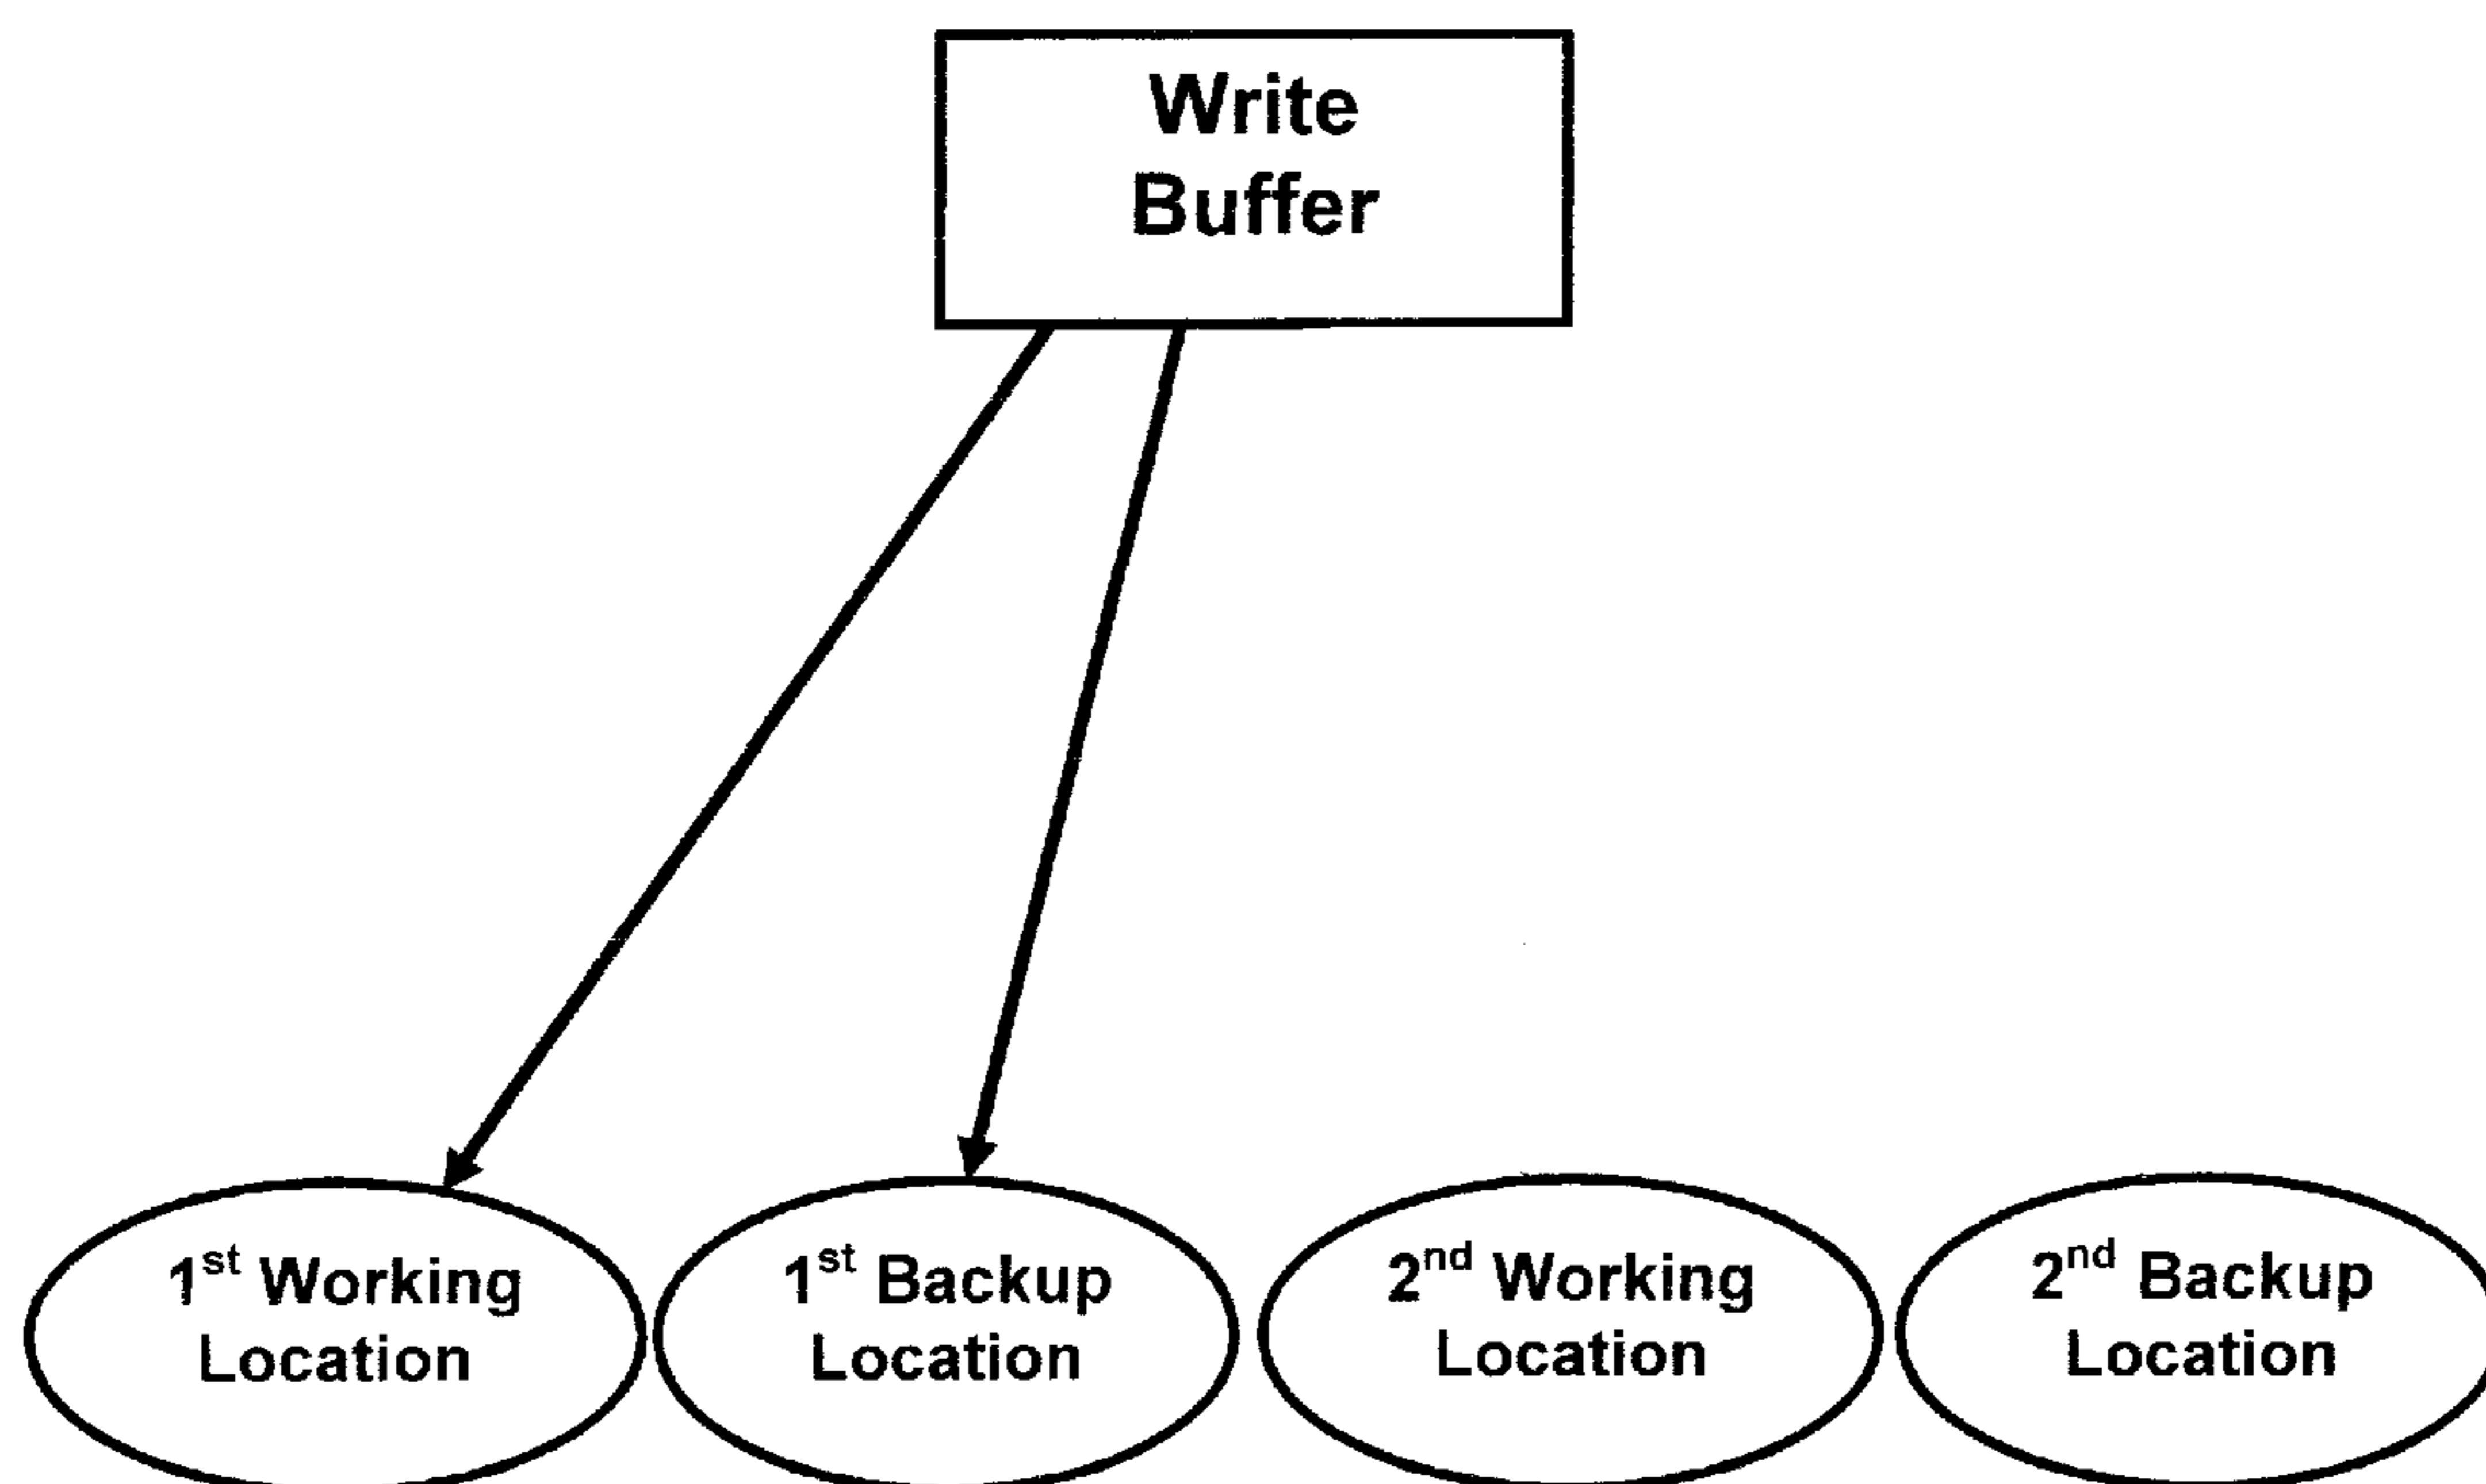 Write
Buffer
1st Working
Location
1st Backup
Location
2nd Working
Location
2nd Backup
Location